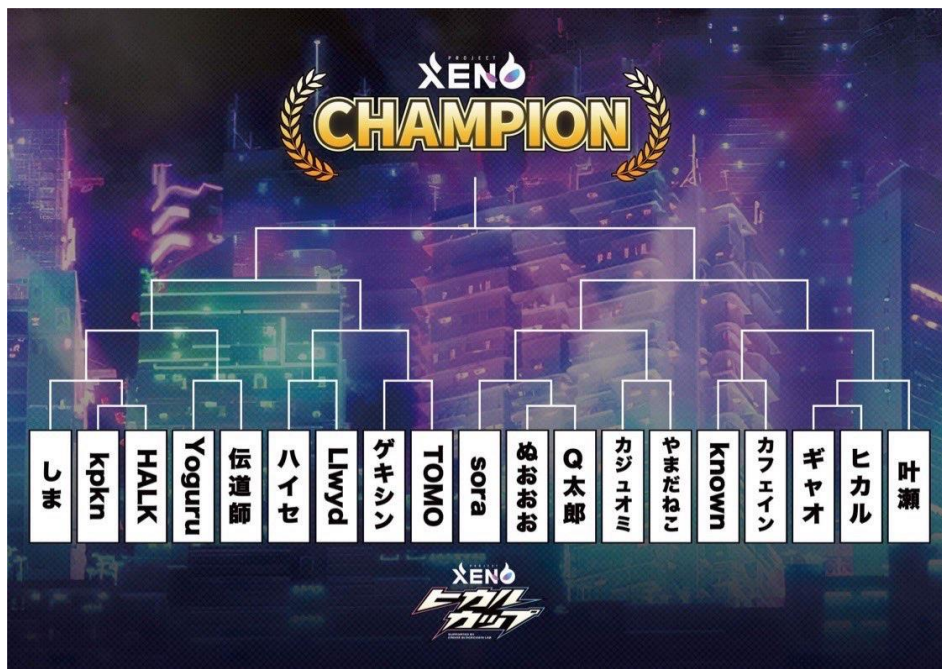 PROJECT
XENO
CHAMPION
しま
kpkn
HALK
Yoguru
伝道師
ハイセ
Llwyd
ゲキシン
TOMO
sora
ぬおおお
Q太郎
カジュオミ
やまだねこ
known
カフェイン
ギャオ
ヒカル
叶瀬
PROJECT
XENO
ヒカル
カップ